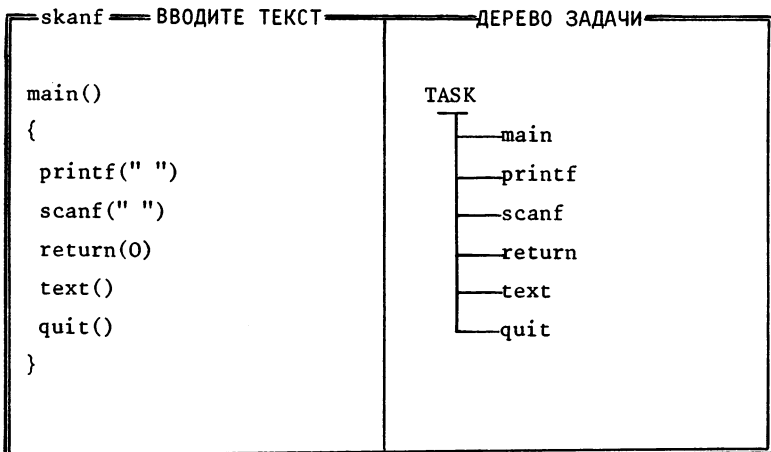 skanf ВВОДИТЕ ТЕКСТ
ДЕРЕВО ЗАДАЧИ
main()
{
printf(" ")
scanf(" ")
return(0)
text()
quit()
}
TASK
main
printf
scanf
return
text
quit